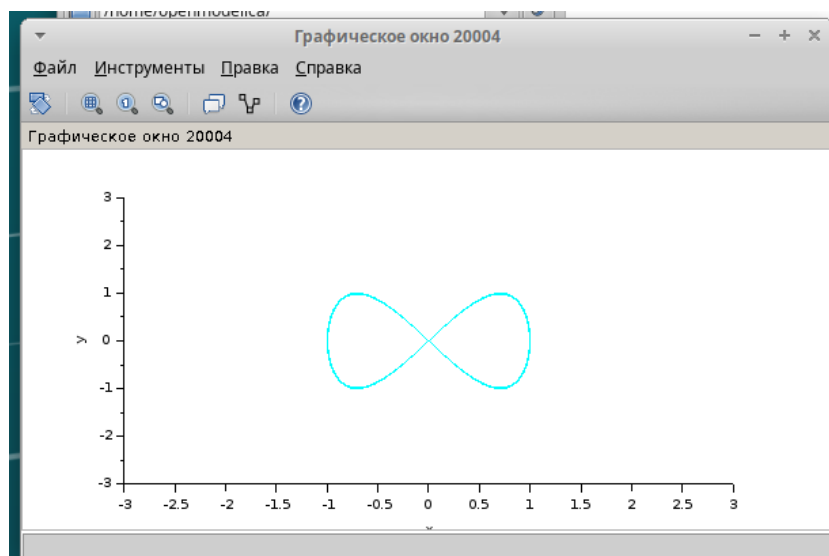 /home/openmodelica/
Графическое окно 20004
Файл Инструменты Правка Справка
Графическое окно 20004
3
2
1
y 0
-1
-2
-3
-3 -2.5 -2 -1.5 -1 -0.5 0 0.5 1 1.5 2 2.5 3